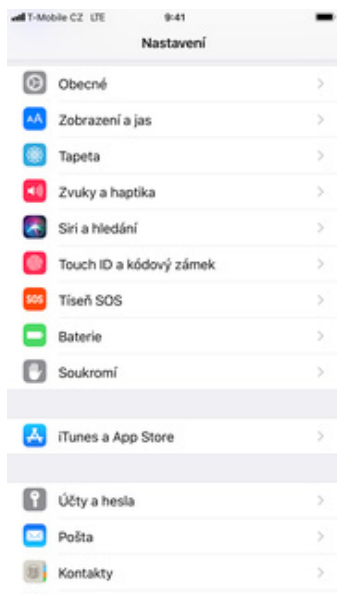 T-Mobile CZ LTE 9:41
Nastavení
Obecné
AA Zobrazení a jas
Tapeta
Zvuky a haptika
Siri a hledání
Touch ID a kódový zámek
SOS Tíseň SOS
Baterie
Soukromí
iTunes a App Store
Účty a hesla
Pošta
Kontakty